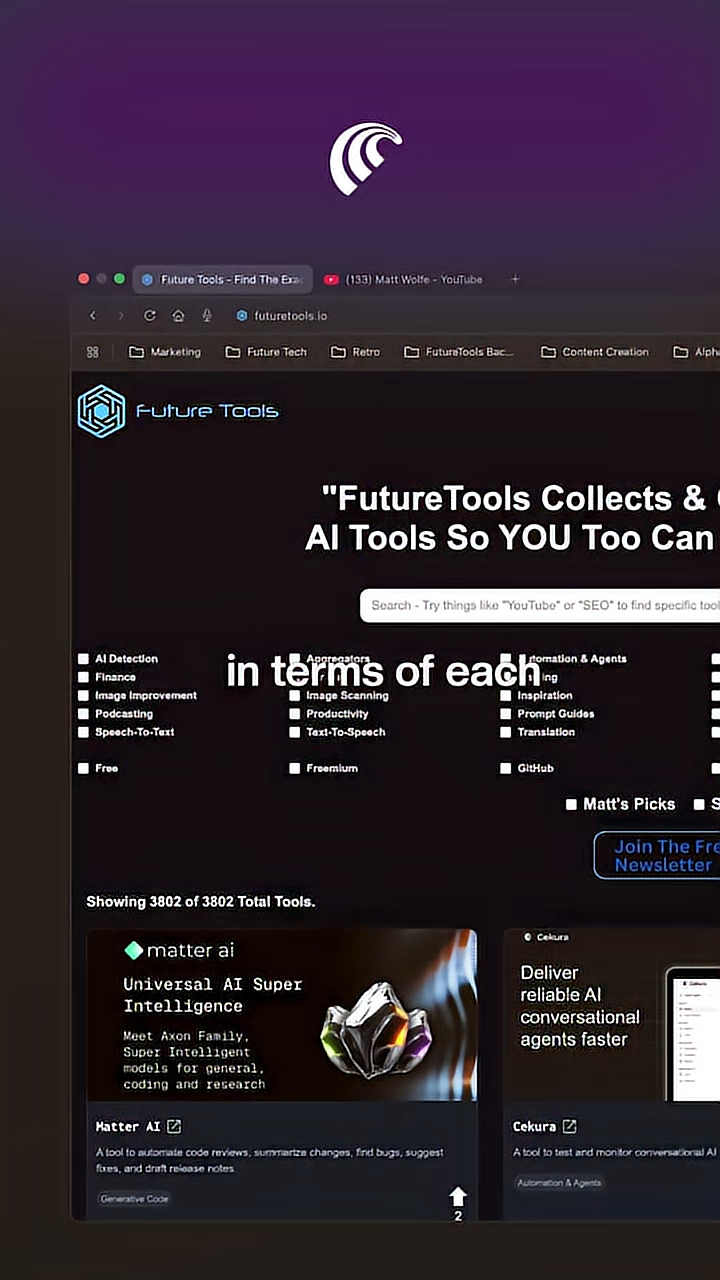 Future Tools - Find The Exac
(133) Matt Wolfe - YouTube
futuretools.io
Marketing
Future Tech
Retro
FutureTools Bac...
Content Creation
Alph
Future Tools
"FutureTools Collects &
AI Tools So YOU Too Can
Search - Try things like "YouTube" or "SEO" to find specific tool
AI Detection
Aggregators
tomation & Agents
in terms of each
Finance
ing
Image Improvement
Image Scanning
Inspiration
Podcasting
Productivity
Prompt Guides
Speech-To-Text
Text-To-Speech
Translation
Free
Freemium
GitHub
Matt's Picks
S
Join The Fre
Newsletter
Showing 3802 of 3802 Total Tools.
matter ai
Universal AI Super
Intelligence
Meet Axon Family,
Super Intelligent
models for general,
coding and research
Matter AI
A tool to automate code reviews, summarize changes, find bugs, suggest
fixes, and draft release notes.
Generative Code
2
Cekura
Deliver
reliable AI
conversational
agents faster
Cekura
A tool to test and monitor conversational AI
Automation & Agents